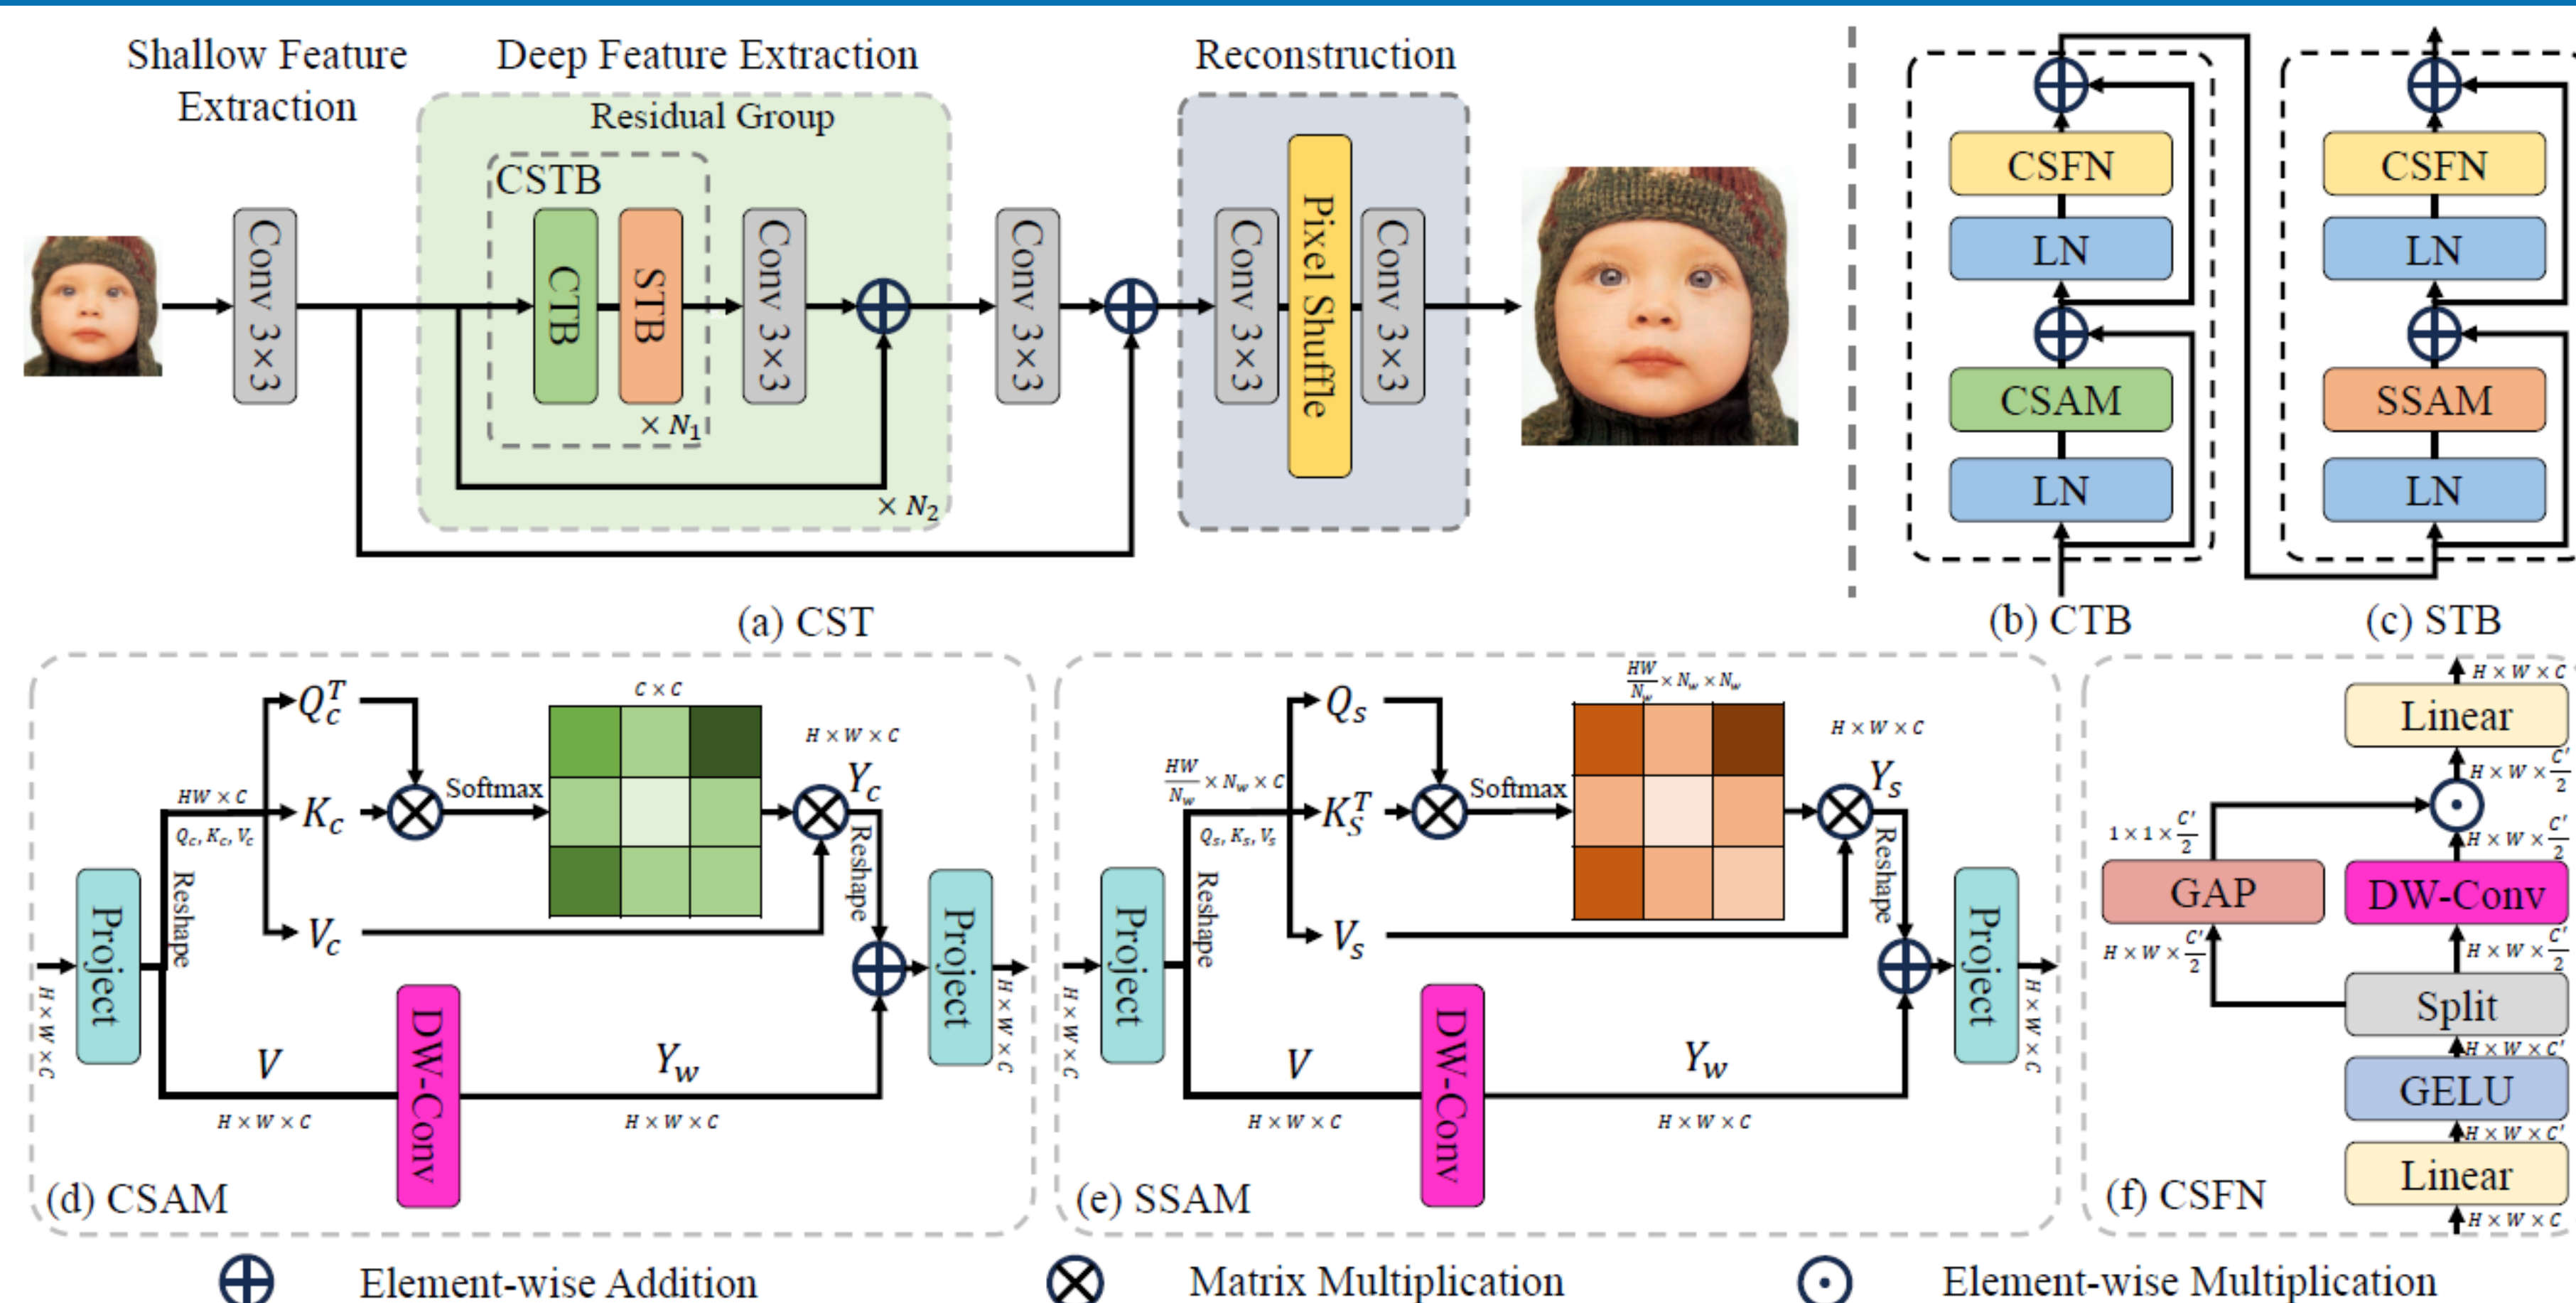 Shallow Feature
Extraction
Deep Feature Extraction
Reconstruction
Residual Group
CSTB
Conv 3×3
CTB
STB
× N₁
Conv 3×3
× N₂
Conv 3×3
Conv 3×3
Pixel Shuffle
Conv 3×3
(a) CST
CSFN
LN
CSAM
LN
(b) CTB
CSFN
LN
SSAM
LN
(c) STB
H × W × C
Project
Reshape
HW × C
Q_c, K_c, V_c
Q_c^T
K_c
V_c
Softmax
C × C
H × W × C
Y_c
Reshape
V
H × W × C
DW-Conv
Y_w
H × W × C
Project
H × W × C
(d) CSAM
H × W × C
Project
Reshape
HW/N_w × N_w × C
Q_s, K_s, V_s
Q_s
K_S^T
V_s
Softmax
HW/N_w × N_w × N_w
H × W × C
Y_s
Reshape
V
H × W × C
DW-Conv
Y_w
H × W × C
Project
H × W × C
(e) SSAM
H × W × C
Linear
H × W × C'/2
1 × 1 × C'/2
H × W × C'/2
GAP
DW-Conv
H × W × C'/2
H × W × C'/2
Split
H × W × C'
GELU
H × W × C'
Linear
H × W × C
(f) CSFN
Element-wise Addition
Matrix Multiplication
Element-wise Multiplication